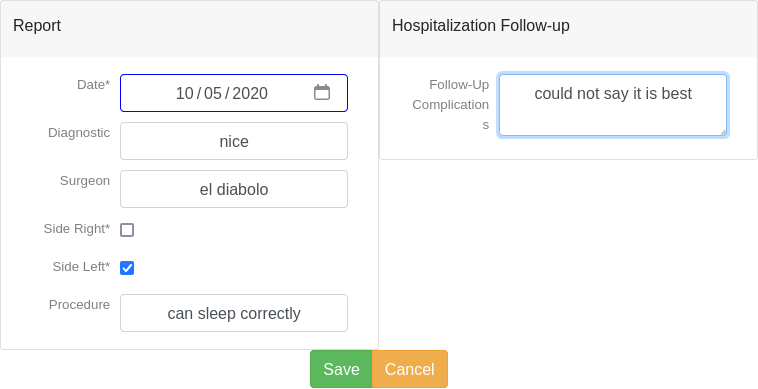 Report
Date*
10/05/2020
Diagnostic
nice
Surgeon
el diabolo
Side Right*
Side Left*
Procedure
can sleep correctly
Hospitalization Follow-up
Follow-Up
Complication
s
could not say it is best
Save
Cancel